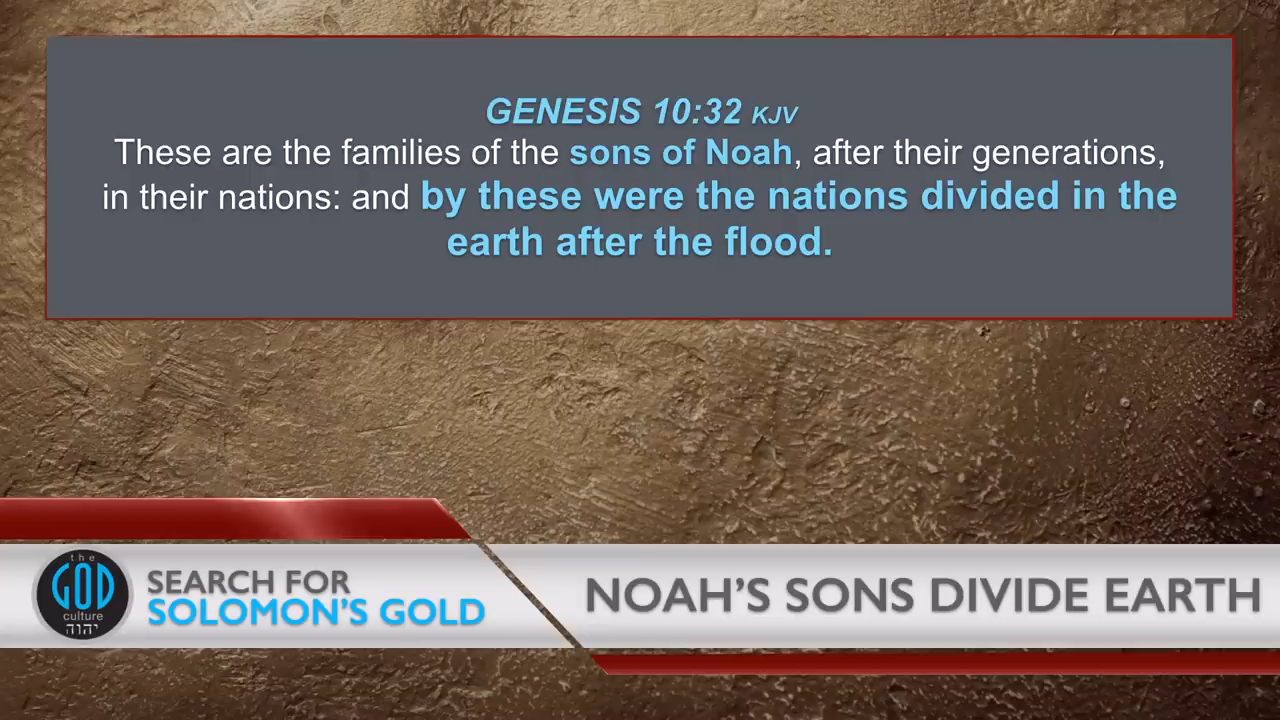 GENESIS 10:32 KJV
These are the families of the sons of Noah, after their generations,
in their nations: and by these were the nations divided in the
earth after the flood.
the
GOD
culture
יהוה
SEARCH FOR
SOLOMON'S GOLD
NOAH'S SONS DIVIDE EARTH